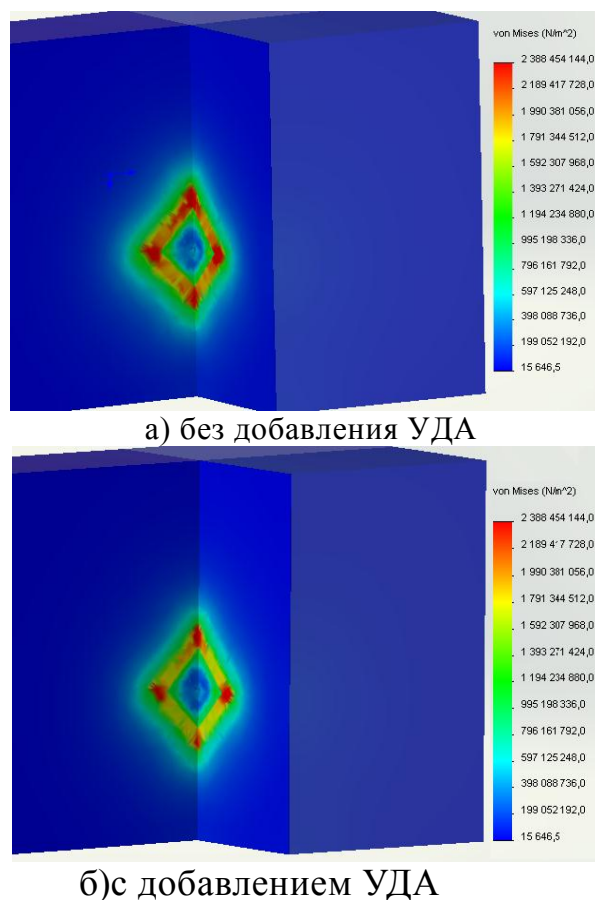 von Mises (N/m^2)
2 388 454 144,0
2 189 417 728,0
1 990 381 056,0
1 791 344 512,0
1 592 307 968,0
1 393 271 424,0
1 194 234 880,0
995 198 336,0
796 161 792,0
597 125 248,0
398 088 736,0
199 052 192,0
15 646,5
а) без добавления УДА
von Mises (N/m^2)
2 388 454 144,0
2 189 4'7 728,0
1 990 381 056,0
1 791 344 512,0
1 592 307 968,0
1 393 271 424,0
1 194 234 880,0
995 198 336,0
796 161 792,0
597 125 248,0
398 088 736,0
199 052 192,0
15 646,5
б)с добавлением УДА